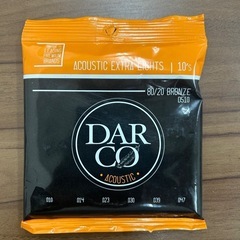 ACOUSTIC EXTRA LIGHTS... | 10's
80/20 BRONZE
D510
DAR
CO
• ACOUSTIC •
.010 .014 .023 .030 .039 .047